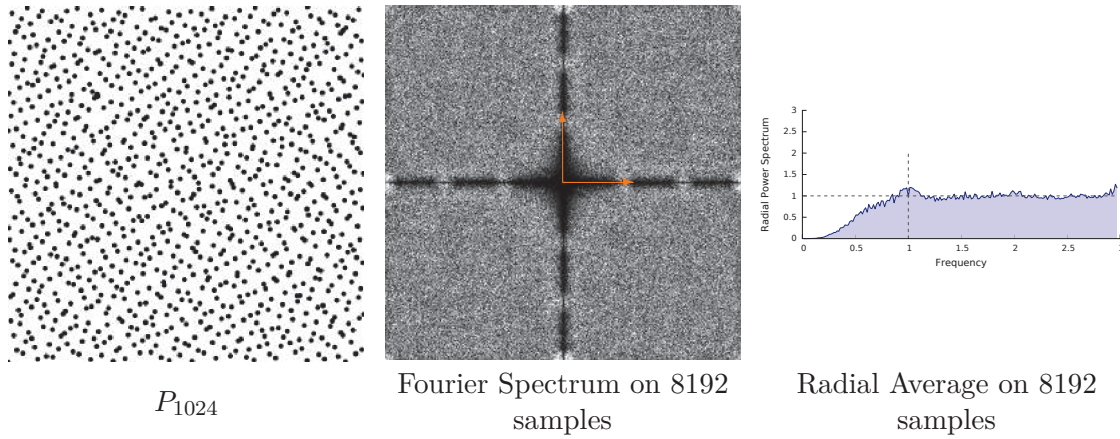 3
2.5
2
1.5
1
0.5
0
Radial Power Spectrum
0 0.5 1 1.5 2 2.5
Frequency
P1024
Fourier Spectrum on 8192
samples
Radial Average on 8192
samples